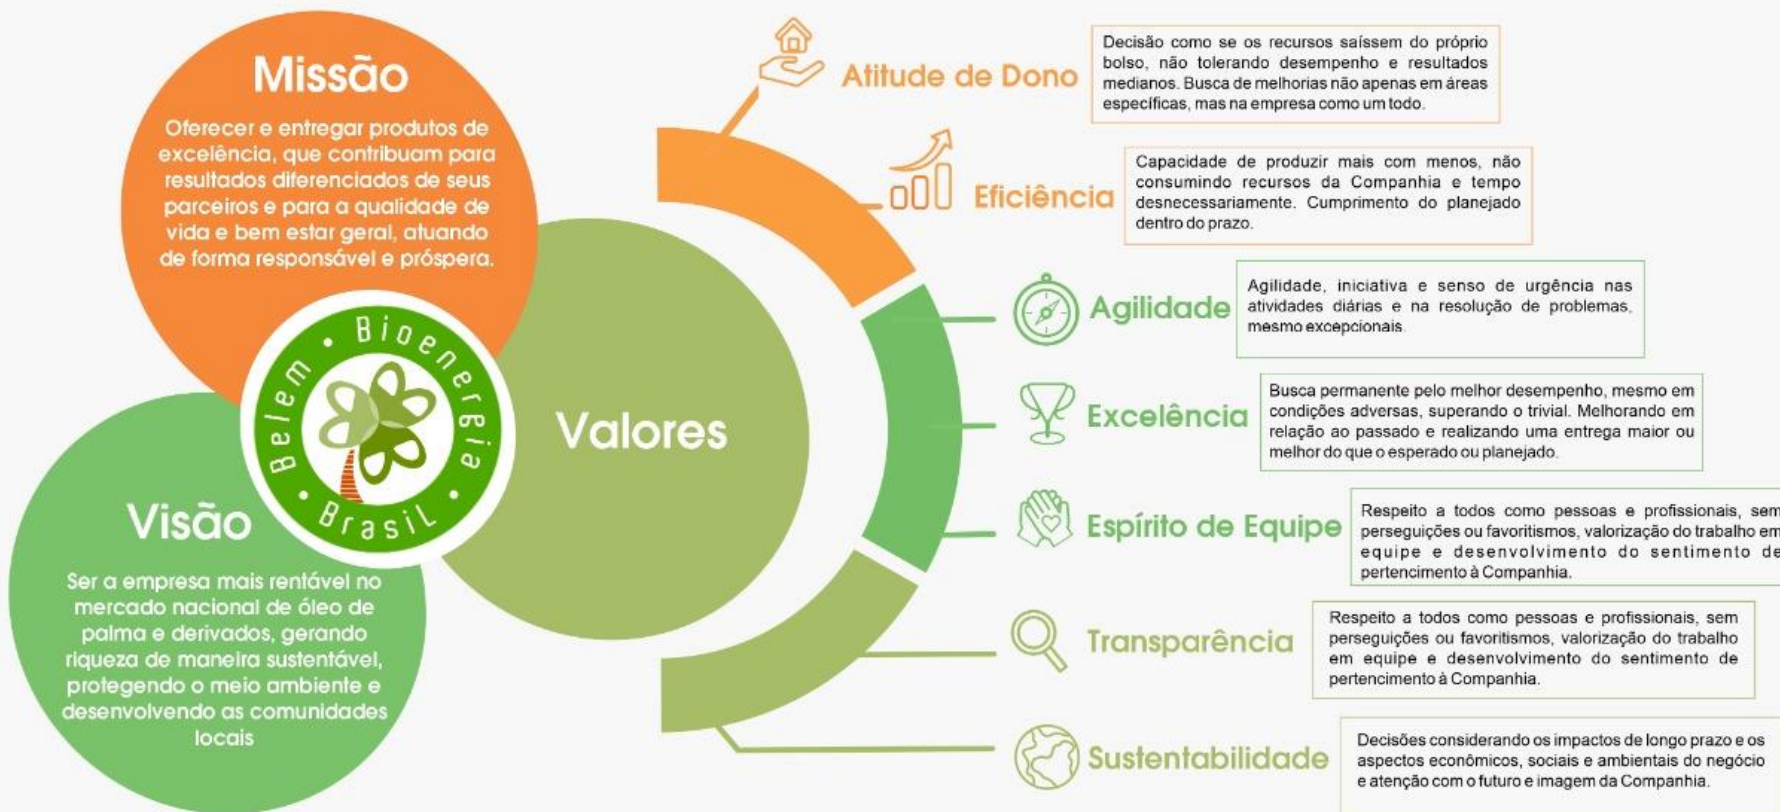 Missão
Oferecer e entregar produtos de
excelência, que contribuam para
resultados diferenciados de seus
parceiros e para a qualidade de
vida e bem estar geral, atuando
de forma responsável e próspera.
Belem • Bioenergia • Brasil •
Visão
Ser a empresa mais rentável no
mercado nacional de óleo de
palma e derivados, gerando
riqueza de maneira sustentável,
protegendo o meio ambiente e
desenvolvendo as comunidades
locais
Valores
Atitude de Dono
Decisão como se os recursos saíssem do próprio
bolso, não tolerando desempenho e resultados
medianos. Busca de melhorias não apenas em áreas
específicas, mas na empresa como um todo.
Eficiência
Capacidade de produzir mais com menos, não
consumindo recursos da Companhia e tempo
desnecessariamente. Cumprimento do planejado
dentro do prazo.
Agilidade
Agilidade, iniciativa e senso de urgência nas
atividades diárias e na resolução de problemas,
mesmo excepcionais.
Excelência
Busca permanente pelo melhor desempenho, mesmo em
condições adversas, superando o trivial. Melhorando em
relação ao passado e realizando uma entrega maior ou
melhor do que o esperado ou planejado.
Espírito de Equipe
Respeito a todos como pessoas e profissionais, sem
perseguições ou favoritismos, valorização do trabalho em
equipe e desenvolvimento do sentimento de
pertencimento à Companhia.
Transparência
Respeito a todos como pessoas e profissionais, sem
perseguições ou favoritismos, valorização do trabalho
em equipe e desenvolvimento do sentimento de
pertencimento à Companhia.
Sustentabilidade
Decisões considerando os impactos de longo prazo e os
aspectos econômicos, sociais e ambientais do negócio
e atenção com o futuro e imagem da Companhia.